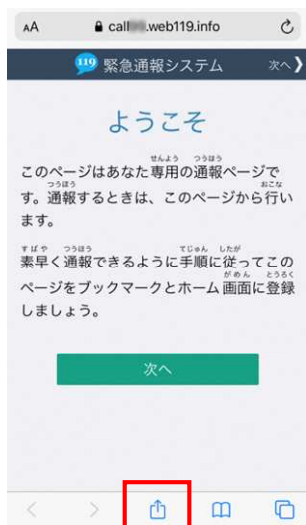 AA call .web119.info
119 緊急通報システム 次へ❯
ようこそ
せんよう つうほう
このページはあなた専用の通報ページで
つうほう おこな
す。通報するときは、このページから行い
ます。
すばや つうほう てじゅん したが
素早く通報できるように手順に従ってこの
がめん とうろく
ページをブックマークとホーム画面に登録
しましょう。
次へ